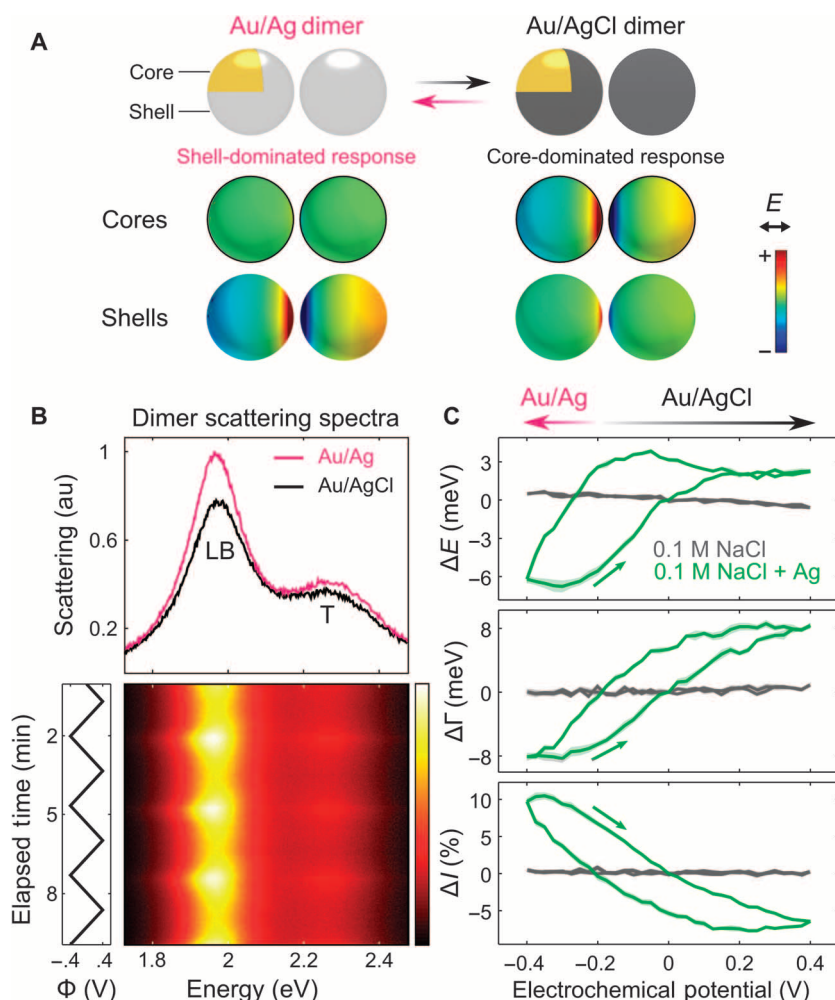 A
Au/Ag dimer
Au/AgCl dimer
Core
Shell
Shell-dominated response
Core-dominated response
Cores
Shells
E
+
−
B
Dimer scattering spectra
Scattering (au)
1
0.6
0.2
Au/Ag
Au/AgCl
LB
T
Elapsed time (min)
2
5
8
-.4 .4
Φ (V)
1.8 2 2.2 2.4
Energy (eV)
C
Au/Ag
Au/AgCl
ΔE (meV)
3
0
−3
−6
0.1 M NaCl
0.1 M NaCl + Ag
ΔΓ (meV)
8
0
−8
ΔI (%)
10
5
0
−5
−0.4 −0.2 0 0.2 0.4
Electrochemical potential (V)